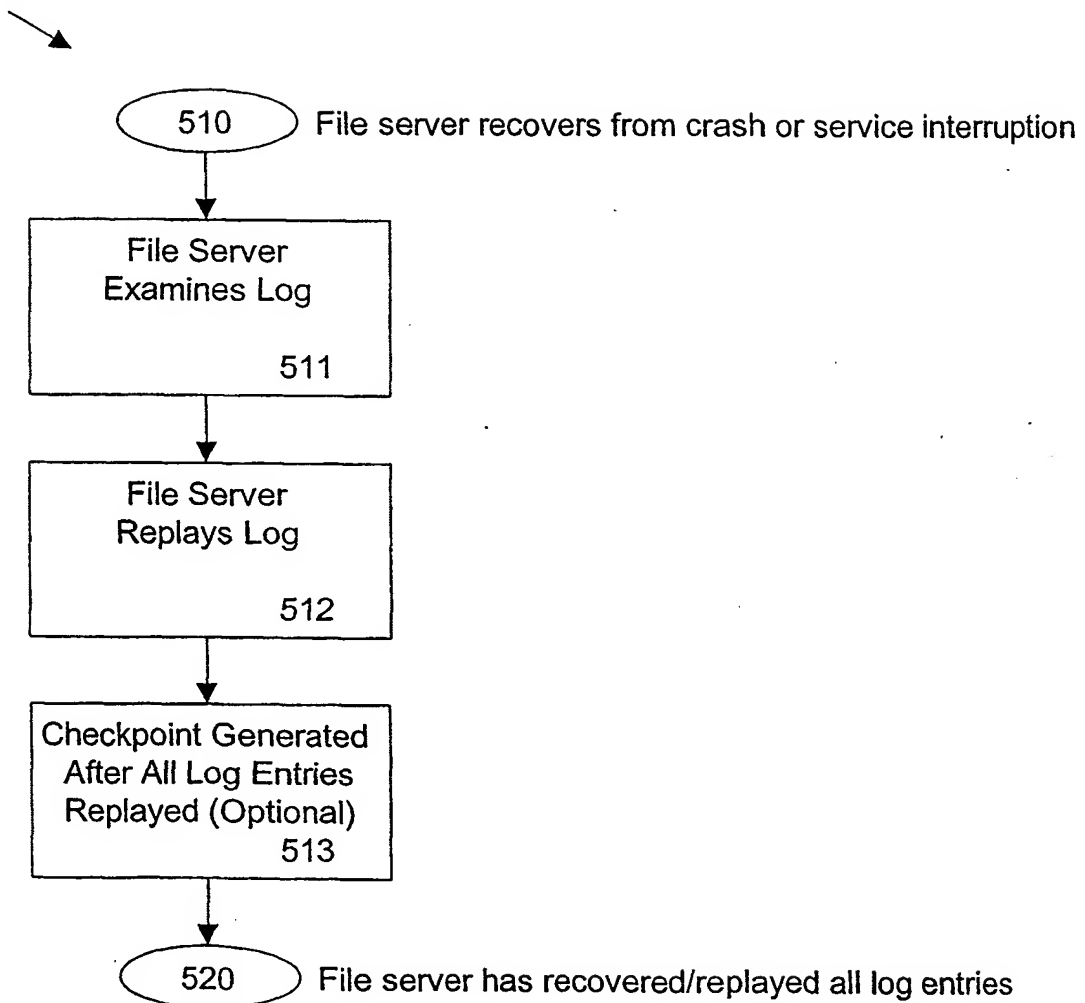 510 File server recovers from crash or service interruption
File Server
Examines Log
511
File Server
Replays Log
512
Checkpoint Generated
After All Log Entries
Replayed (Optional)
513
520 File server has recovered/replayed all log entries